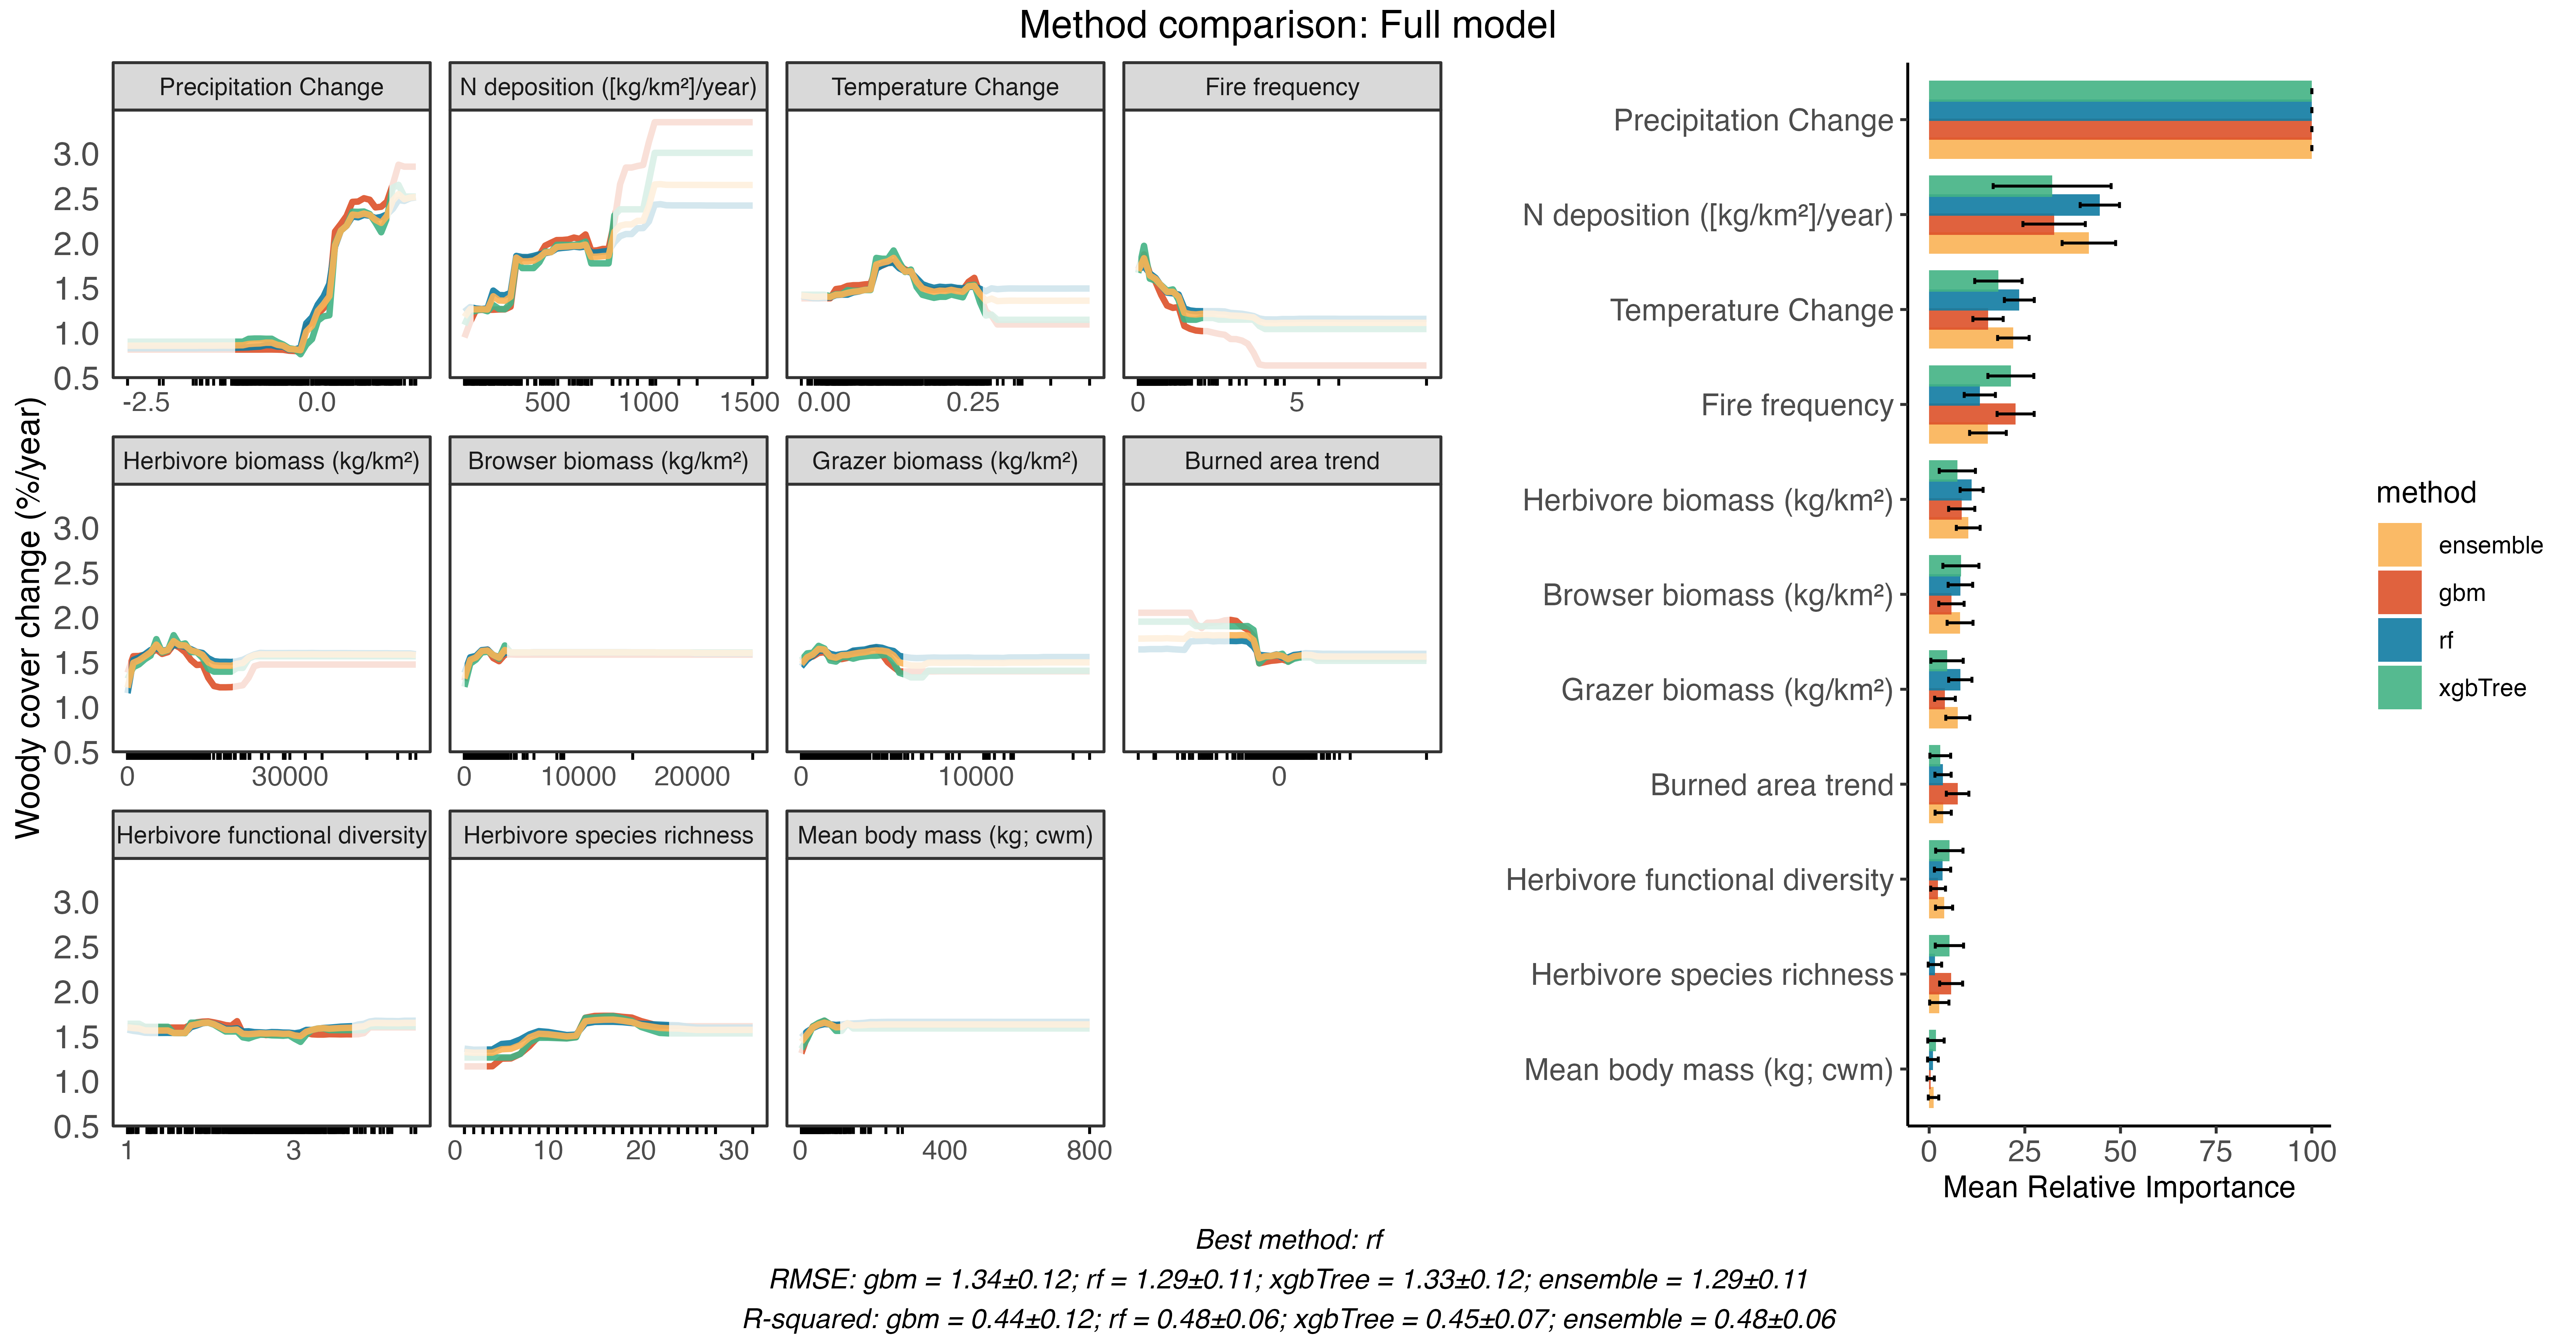 Method comparison: Full model
Precipitation Change
N deposition ([kg/km²]/year)
Temperature Change
Fire frequency
3.0
2.5
2.0
1.5
1.0
0.5
-2.5 0.0
500 1000 1500
0.00 0.25
0 5
Woody cover change (%/year)
Herbivore biomass (kg/km²)
Browser biomass (kg/km²)
Grazer biomass (kg/km²)
Burned area trend
3.0
2.5
2.0
1.5
1.0
0.5
0 30000
0 10000 20000
0 10000
0
Herbivore functional diversity
Herbivore species richness
Mean body mass (kg; cwm)
3.0
2.5
2.0
1.5
1.0
0.5
1 3
0 10 20 30
0 400 800
Precipitation Change
N deposition ([kg/km²]/year)
Temperature Change
Fire frequency
Herbivore biomass (kg/km²)
Browser biomass (kg/km²)
Grazer biomass (kg/km²)
Burned area trend
Herbivore functional diversity
Herbivore species richness
Mean body mass (kg; cwm)
0 25 50 75 100
Mean Relative Importance
method
ensemble
gbm
rf
xgbTree
Best method: rf
RMSE: gbm = 1.34±0.12; rf = 1.29±0.11; xgbTree = 1.33±0.12; ensemble = 1.29±0.11
R-squared: gbm = 0.44±0.12; rf = 0.48±0.06; xgbTree = 0.45±0.07; ensemble = 0.48±0.06